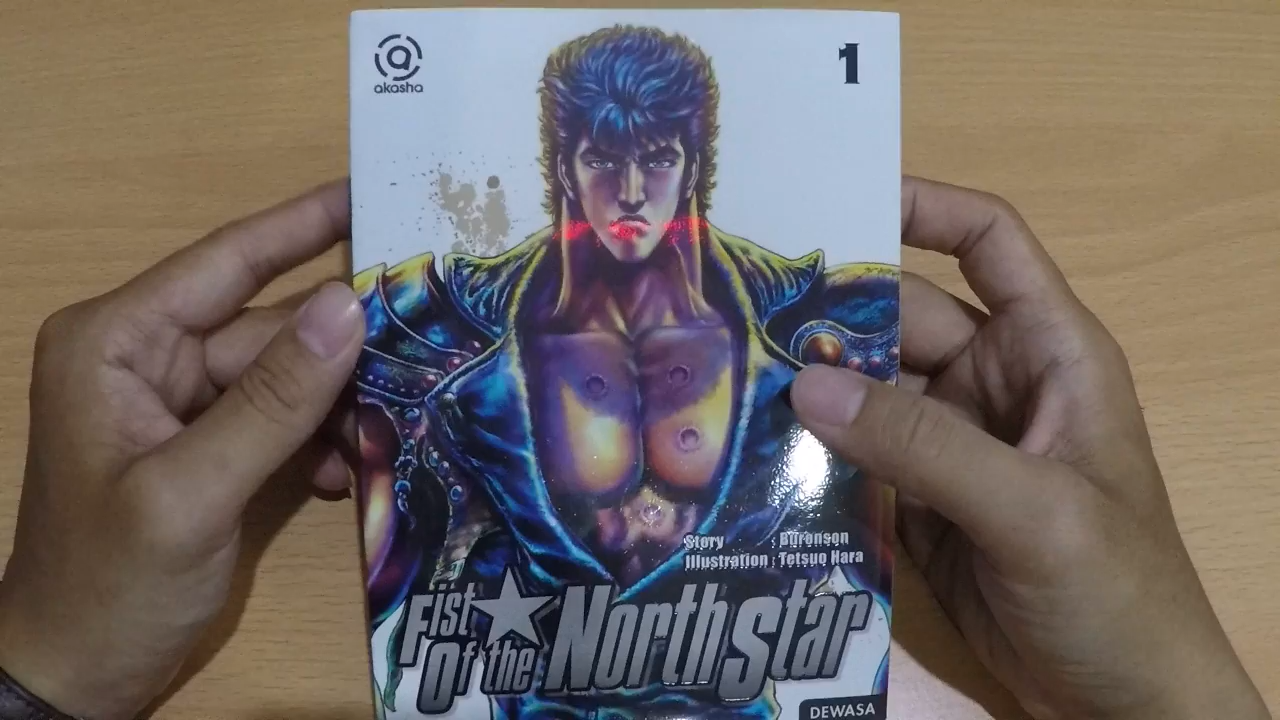 akasha
1
Story : Buronson
Illustration : Tetsuo Hara
Fist
Of the North Star
DEWASA